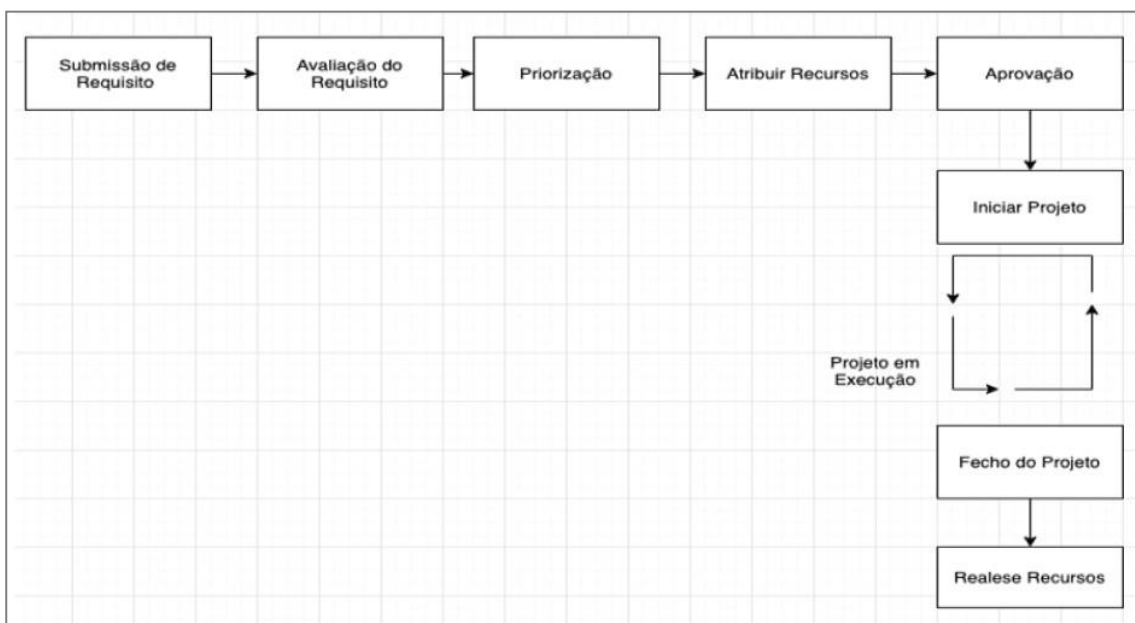 Submissão de
Requisito
Avaliação do
Requisito
Priorização
Atribuir Recursos
Aprovação
Iniciar Projeto
Projeto em
Execução
Fecho do Projeto
Realese Recursos